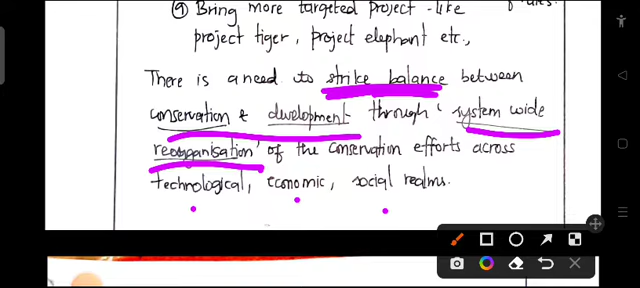 9 Bring more targeted project like
project tiger, project elephant etc.,
There is a need to strike balance between
conservation & development through 'system wide
reorganisation' of the conservation efforts across
technological, economic, social realms.